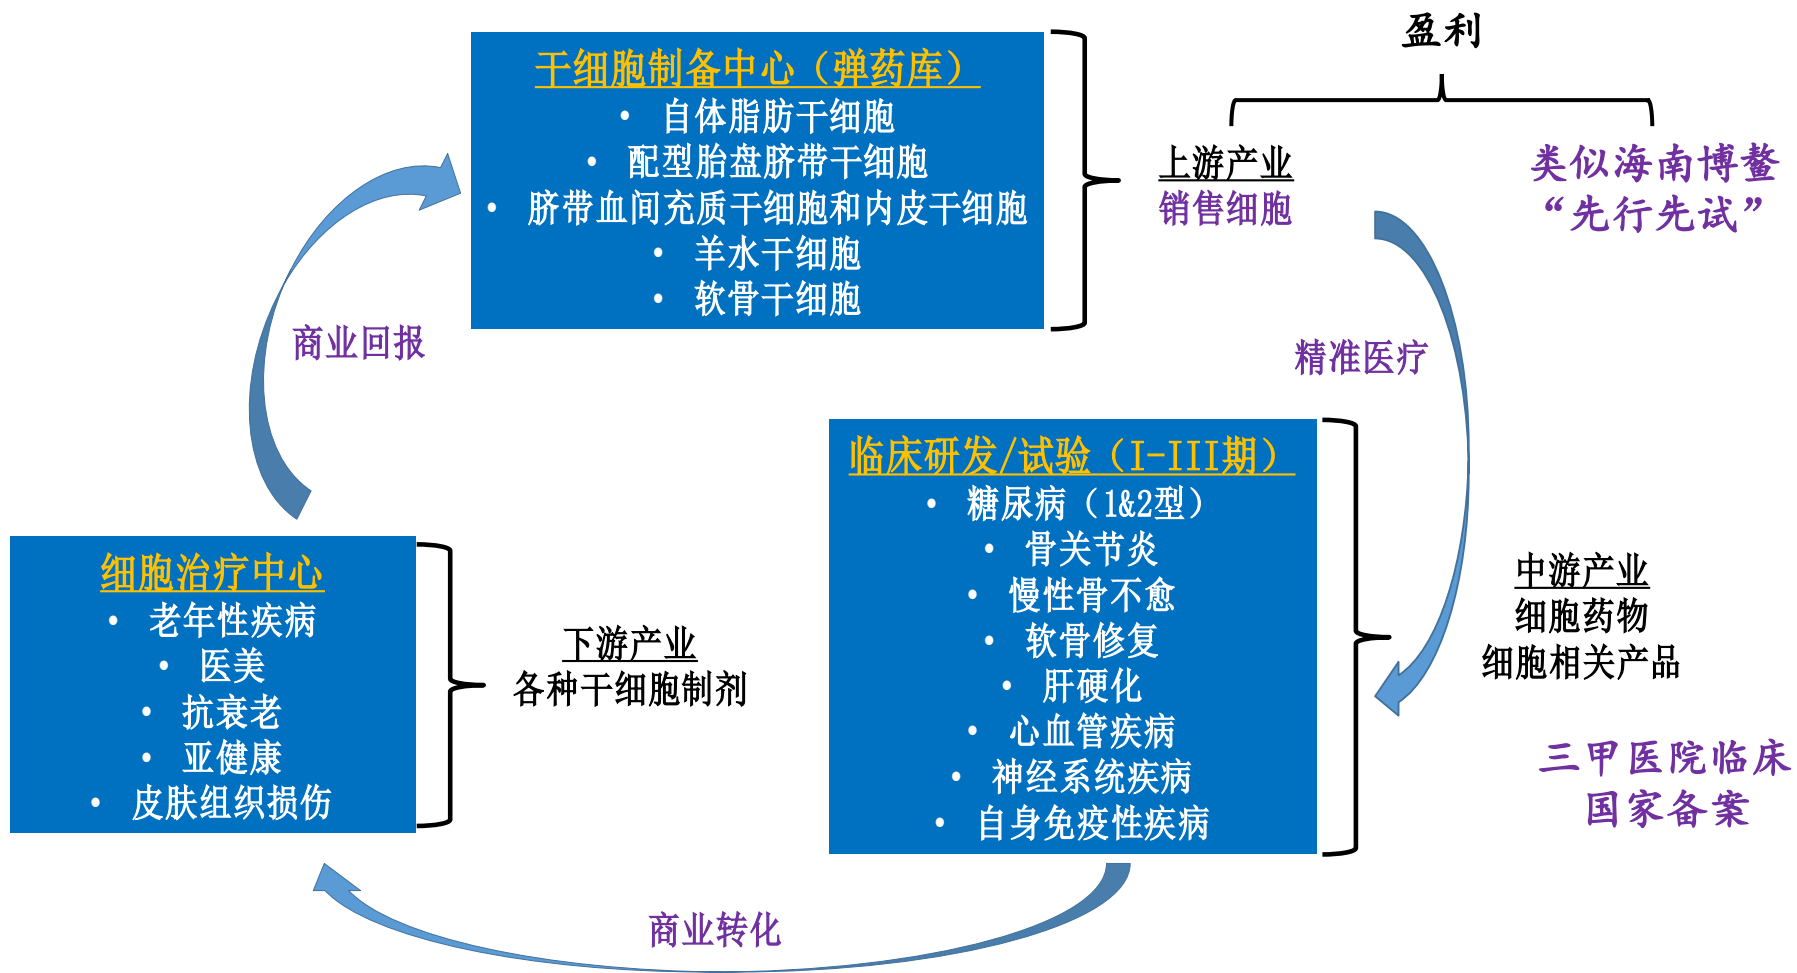 盈利
干细胞制备中心（弹药库）
• 自体脂肪干细胞
• 配型胎盘脐带干细胞
• 脐带血间充质干细胞和内皮干细胞
• 羊水干细胞
• 软骨干细胞
上游产业
销售细胞
类似海南博鳌
“先行先试”
商业回报
精准医疗
临床研发/试验（I-III期）
• 糖尿病（1&2型）
• 骨关节炎
• 慢性骨不愈
• 软骨修复
• 肝硬化
• 心血管疾病
• 神经系统疾病
• 自身免疫性疾病
中游产业
细胞药物
细胞相关产品
三甲医院临床
国家备案
细胞治疗中心
• 老年性疾病
• 医美
• 抗衰老
• 亚健康
• 皮肤组织损伤
下游产业
各种干细胞制剂
商业转化